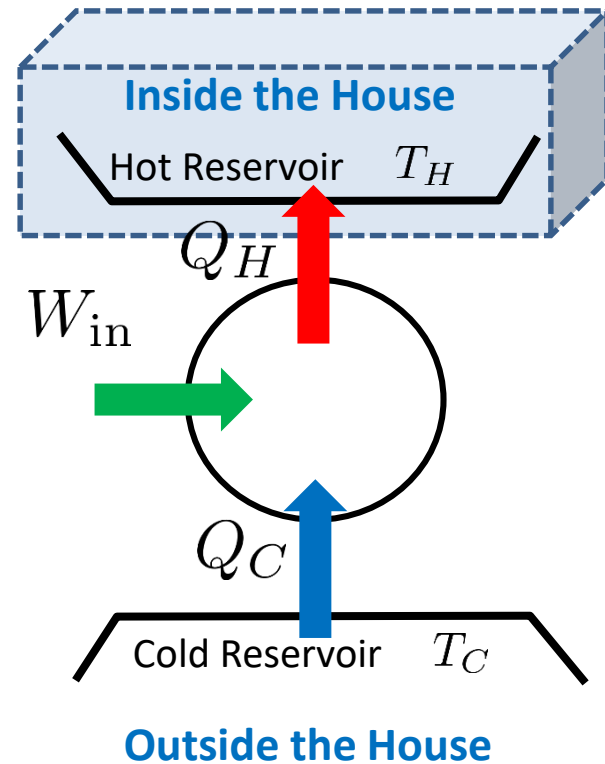 Inside the House
Hot Reservoir T_H
Q_H
W_in
Q_C
Cold Reservoir T_C
Outside the House